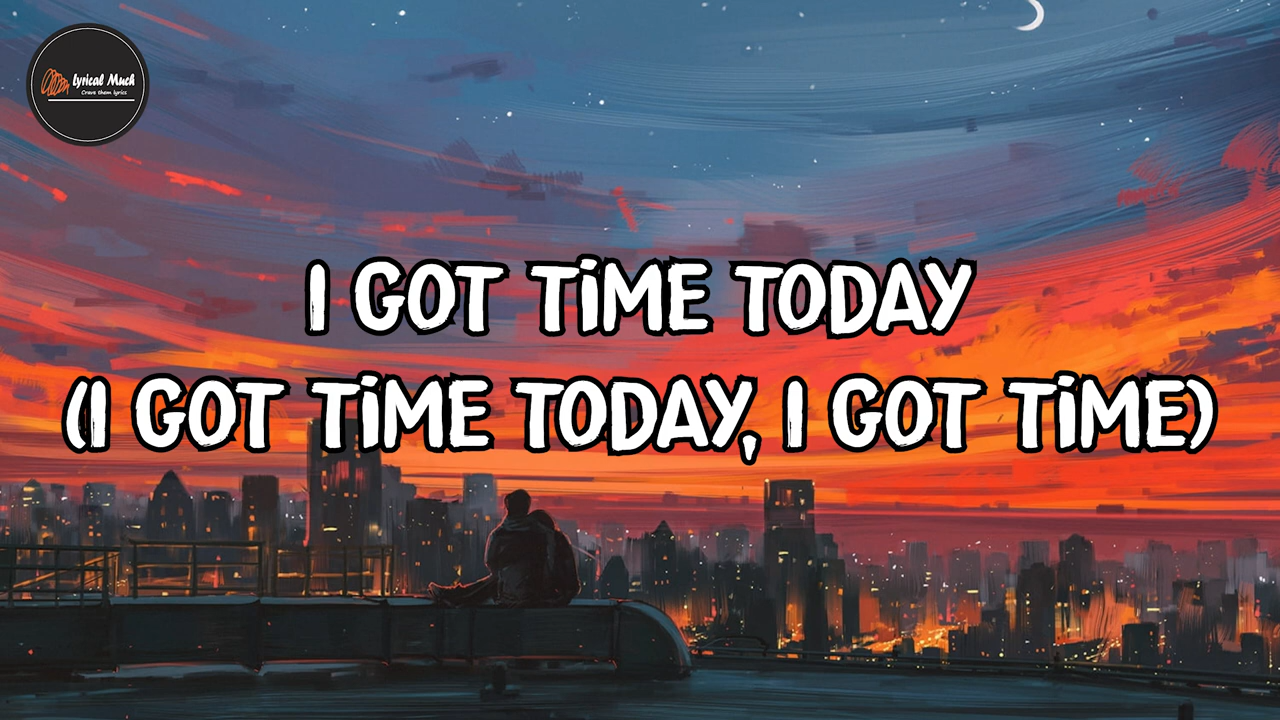 Lyrical Much
Crave them lyrics
I GOT TIME TODAY
(I GOT TIME TODAY, I GOT TIME)